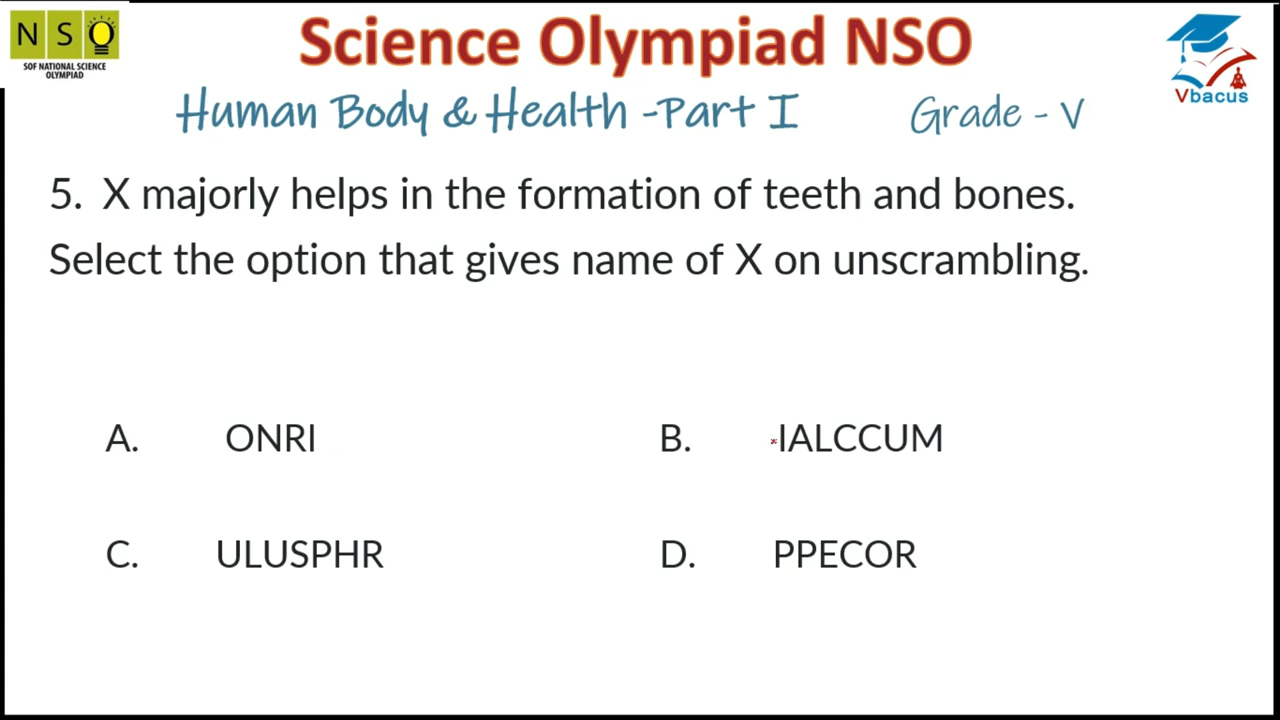 NSO
SOF NATIONAL SCIENCE
OLYMPIAD
Science Olympiad NSO
Vbacus
Human Body & Health -Part I Grade - V
5. X majorly helps in the formation of teeth and bones.
Select the option that gives name of X on unscrambling.
A. ONRI B. IALCCUM
C. ULUSPHR D. PPECOR